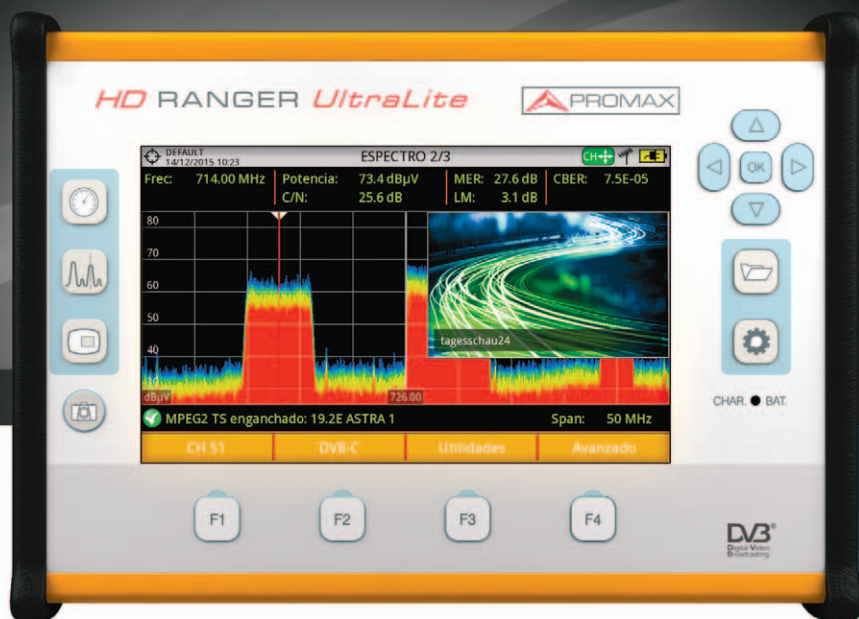 HD RANGER UltraLite
PROMAX
DEFAULT
14/12/2015 10:23
ESPECTRO 2/3
CH
Frec: 714.00 MHz
Potencia: 73.4 dBµV
MER: 27.6 dB
CBER: 7.5E-05
C/N: 25.6 dB
LM: 3.1 dB
80
70
60
50
40
30
dBµV
726.00
tagesschau24
MPEG2 TS enganchado: 19.2E ASTRA 1
Span: 50 MHz
CH 51
DVB-C
Utilidades
Avanzado
OK
CHAR. BAT.
F1
F2
F3
F4
DVB®
Digital Video
Broadcasting